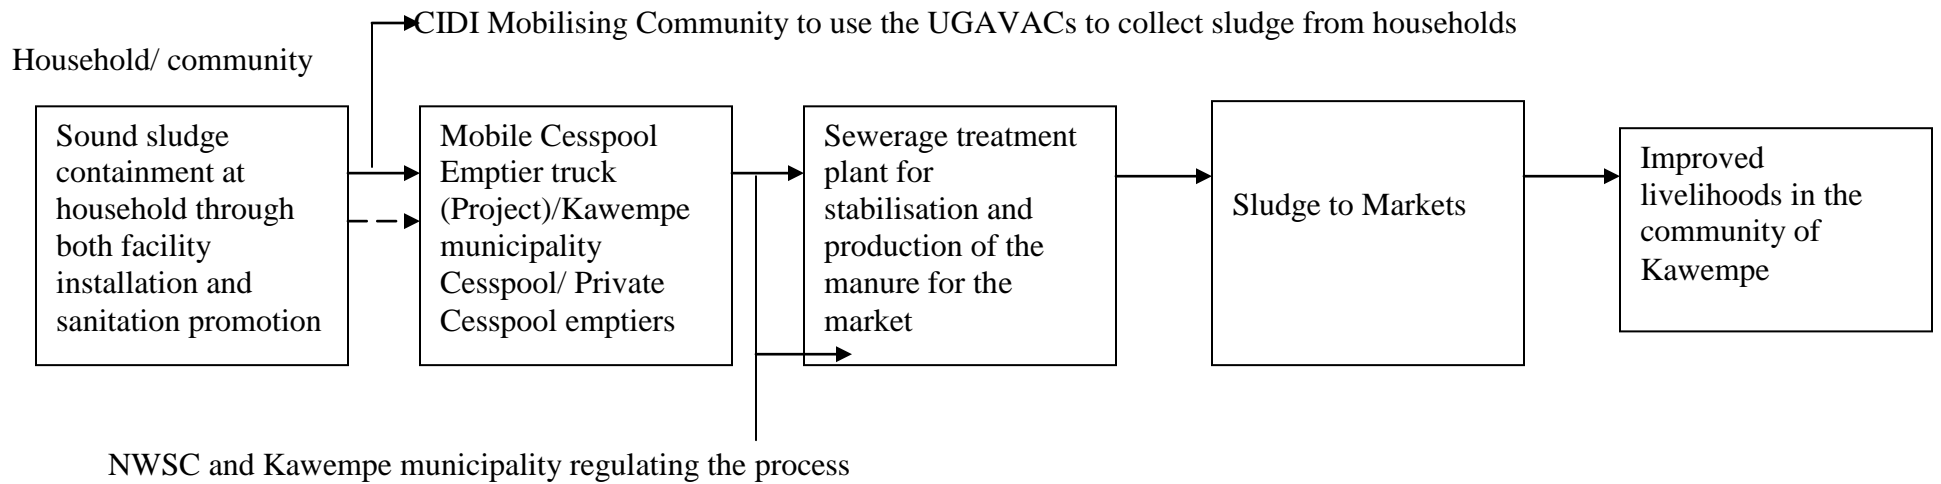 CIDI Mobilising Community to use the UGAVACs to collect sludge from households
Household/ community
Sound sludge
containment at
household through
both facility
installation and
sanitation promotion
Mobile Cesspool
Emptier truck
(Project)/Kawempe
municipality
Cesspool/ Private
Cesspool emptiers
Sewerage treatment
plant for
stabilisation and
production of the
manure for the
market
Sludge to Markets
Improved
livelihoods in the
community of
Kawempe
NWSC and Kawempe municipality regulating the process